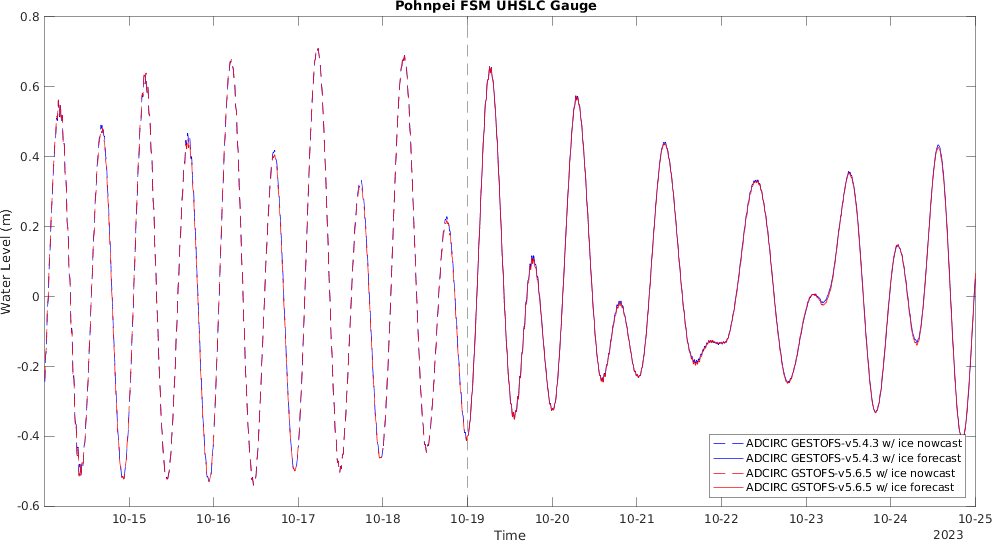 Pohnpei FSM UHSLC Gauge
0.8
0.6
0.4
0.2
0
-0.2
-0.4
-0.6
Water Level (m)
ADCIRC GESTOFS-v5.4.3 w/ ice nowcast
ADCIRC GESTOFS-v5.4.3 w/ ice forecast
ADCIRC GSTOFS-v5.6.5 w/ ice nowcast
ADCIRC GSTOFS-v5.6.5 w/ ice forecast
10-15 10-16 10-17 10-18 10-19 10-20 10-21 10-22 10-23 10-24 10-25
Time
2023